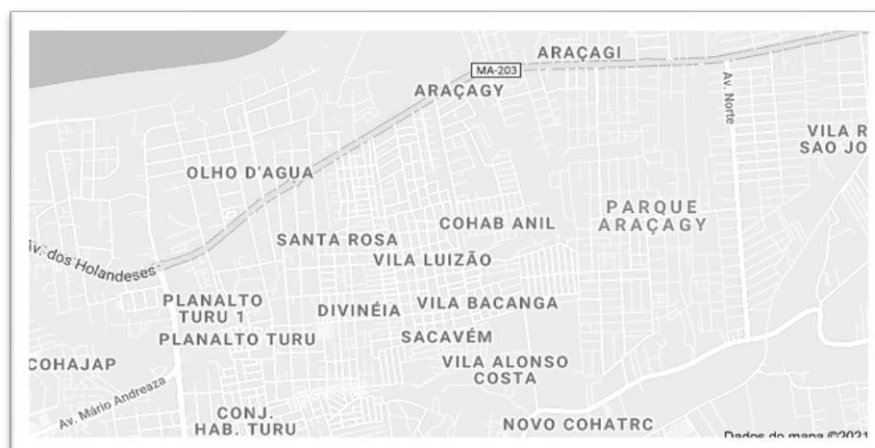 ARAÇAGI
MA-203
ARAÇAGY
Av. Norte
VILA R
SAO JO
OLHO D'AGUA
PARQUE
ARAÇAGY
COHAB ANIL
SANTA ROSA
Av. dos Holandeses
VILA LUIZÃO
PLANALTO
TURU 1
DIVINÉIA
VILA BACANGA
PLANALTO TURU
SACAVÉM
COHAJAP
VILA ALONSO
COSTA
Av. Mário Andreaza
CONJ.
HAB. TURU
NOVO COHATRC
Dados do mapa ©2021